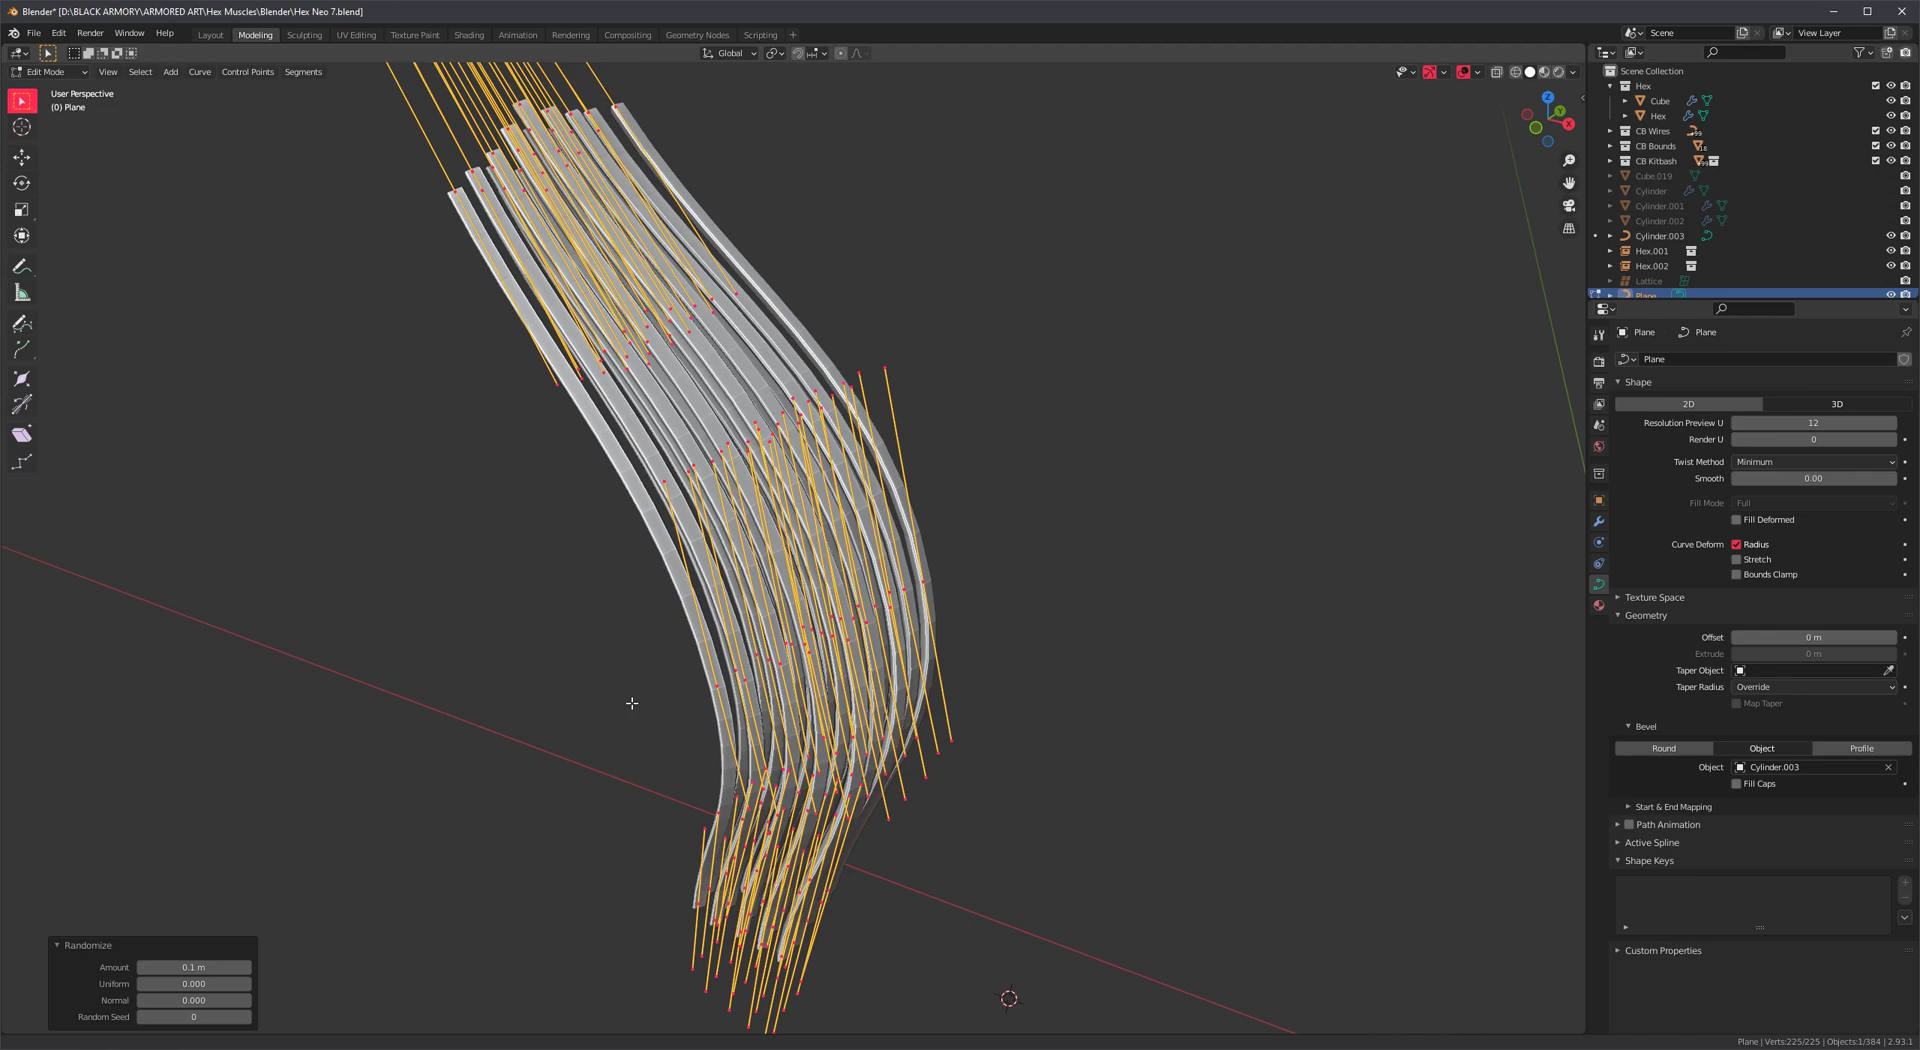 Blender* [D:\BLACK ARMORY\ARMORED ART\Hex Muscles\Blender\Hex Neo 7.blend]
File Edit Render Window Help
Layout Modeling Sculpting UV Editing Texture Paint Shading Animation Rendering Compositing Geometry Nodes Scripting +
Scene
View Layer
Global
Edit Mode View Select Add Curve Control Points Segments
User Perspective
(0) Plane
Z
Y
X
Scene Collection
Hex
Cube
Hex
CB Wires
CB Bounds
18
CB Kitbash
Cube.019
Cylinder
Cylinder.001
Cylinder.002
Cylinder.003
Hex.001
Hex.002
Lattice
Plane
Plane Plane
Plane
Shape
2D 3D
Resolution Preview U 12
Render U 0
Twist Method Minimum
Smooth 0.00
Fill Mode Full
Fill Deformed
Curve Deform Radius
Stretch
Bounds Clamp
Texture Space
Geometry
Offset 0 m
Extrude 0 m
Taper Object
Taper Radius Override
Map Taper
Bevel
Round Object Profile
Object Cylinder.003
Fill Caps
Start & End Mapping
Path Animation
Active Spline
Shape Keys
Custom Properties
Randomize
Amount 0.1 m
Uniform 0.000
Normal 0.000
Random Seed 0
Plane | Verts:225/225 | Objects:1/384 | 2.93.1